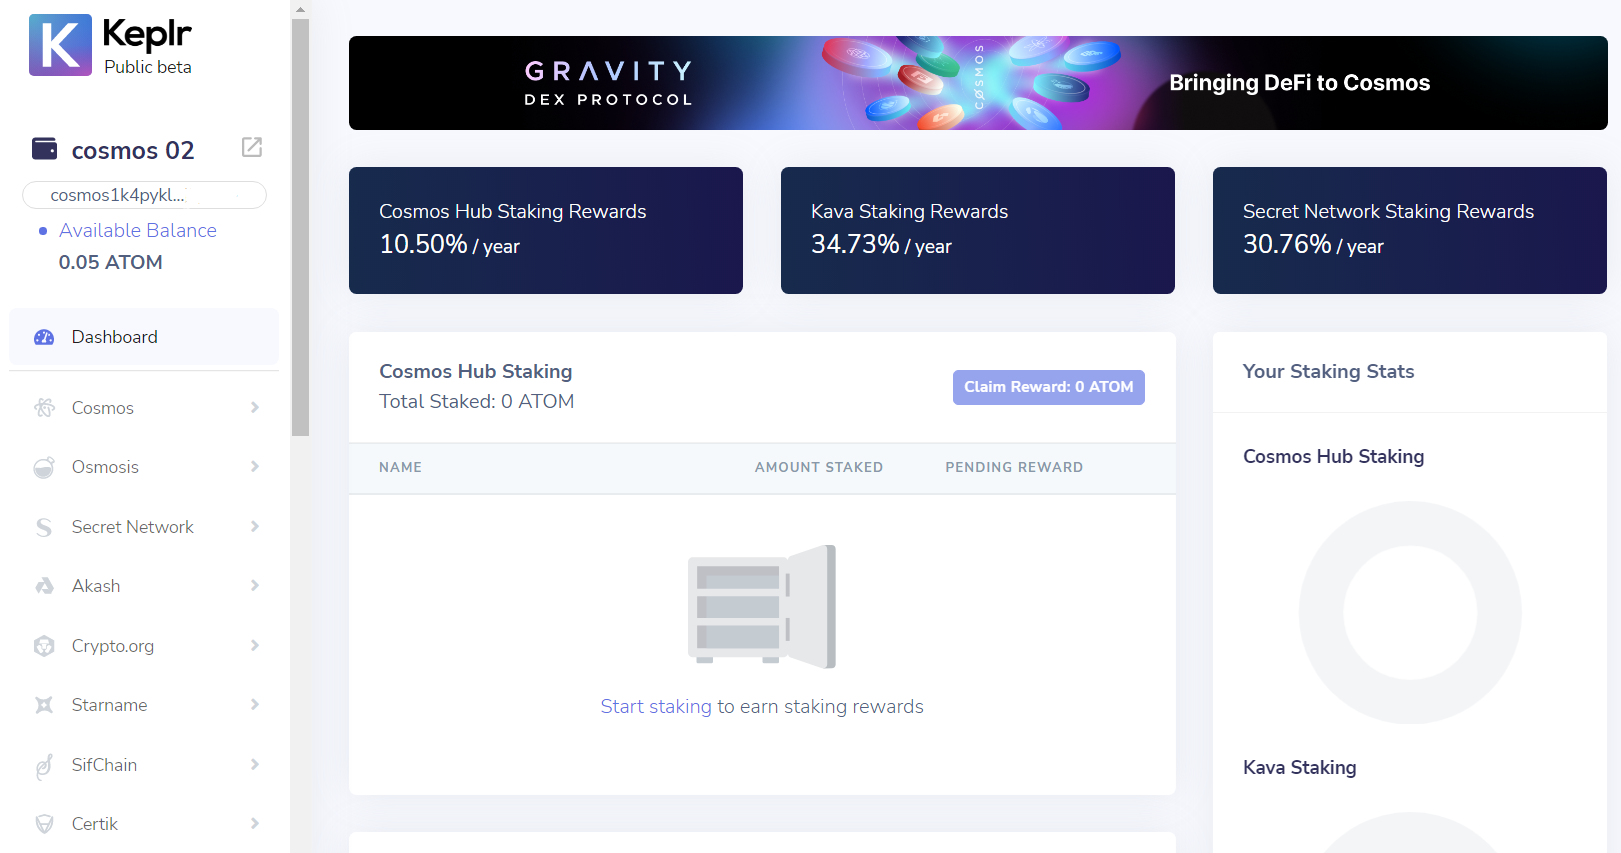 Keplr
Public beta
cosmos 02
cosmos1k4pykl...
Available Balance
0.05 ATOM
Dashboard
Cosmos
Osmosis
Secret Network
Akash
Crypto.org
Starname
SifChain
Certik
GRAVITY
DEX PROTOCOL
COSMOS
Bringing DeFi to Cosmos
Cosmos Hub Staking Rewards
10.50% / year
Kava Staking Rewards
34.73% / year
Secret Network Staking Rewards
30.76% / year
Cosmos Hub Staking
Total Staked: 0 ATOM
Claim Reward: 0 ATOM
NAME AMOUNT STAKED PENDING REWARD
Start staking to earn staking rewards
Your Staking Stats
Cosmos Hub Staking
Kava Staking